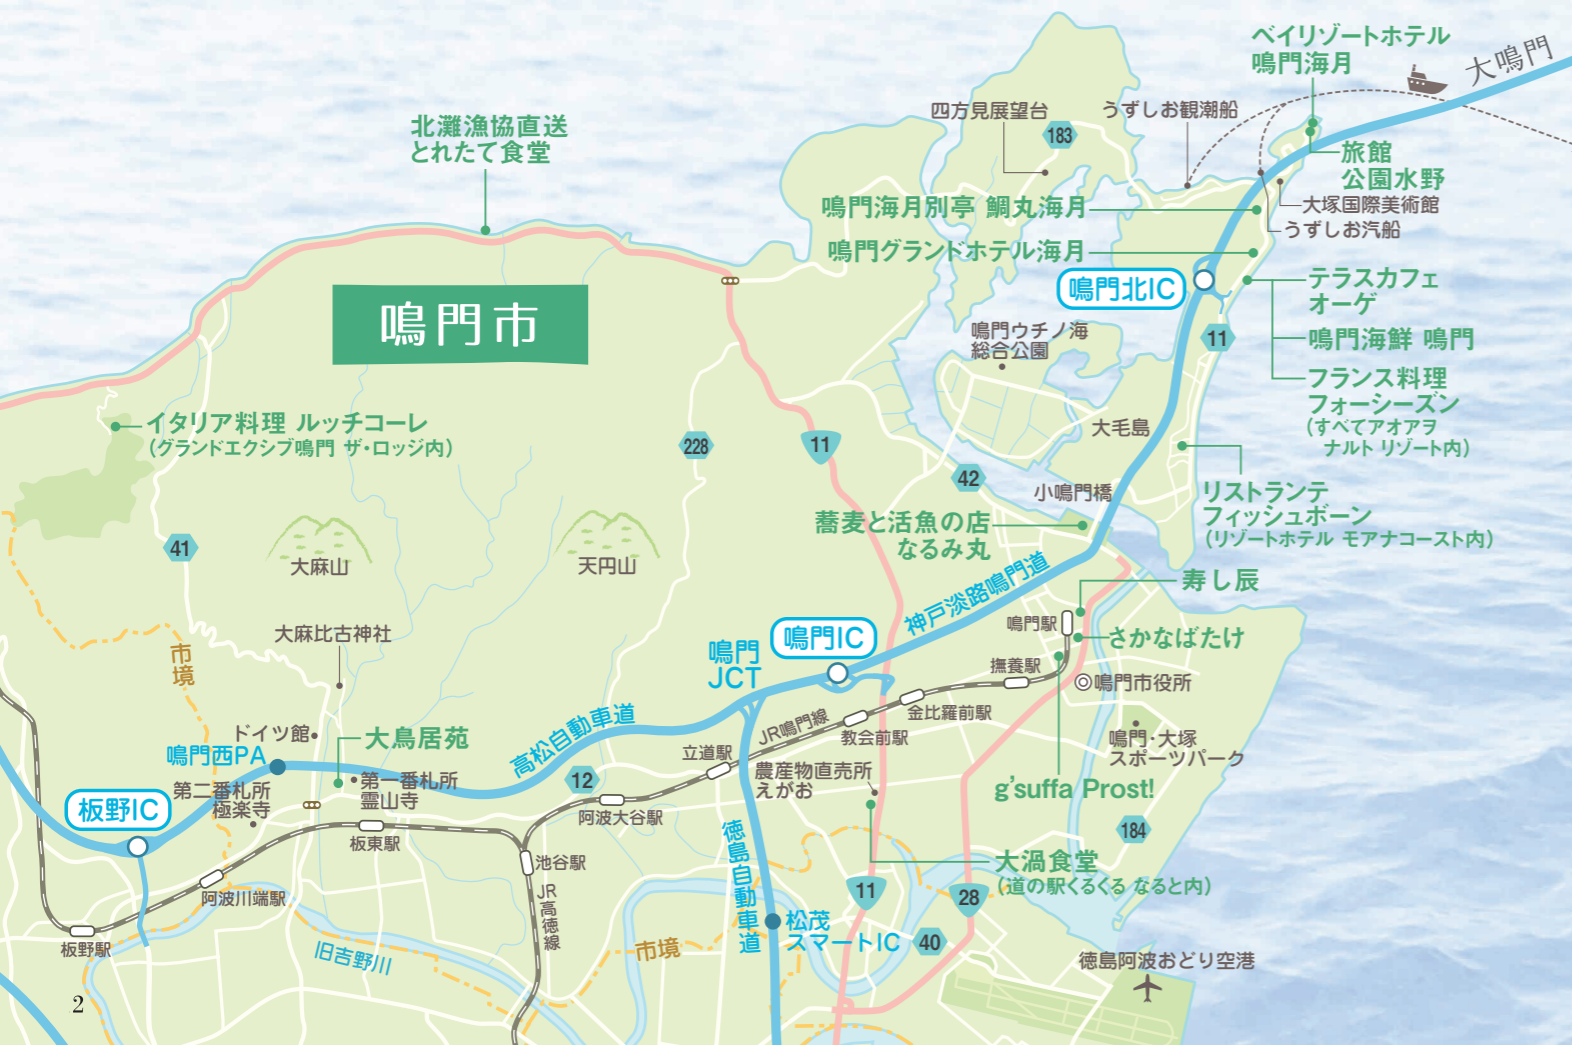 ベイリゾートホテル
鳴門海月
大鳴門
北灘漁協直送
とれたて食堂
四方見展望台
うずしお観潮船
183
旅館
公園水野
大塚国際美術館
うずしお汽船
鳴門海月別亭 鯛丸海月
鳴門グランドホテル海月
鳴門北IC
テラスカフェ
オーゲ
鳴門海鮮 鳴門
フランス料理
フォーシーズン
(すべてアオアヲ
ナルト リゾート内)
11
鳴門市
鳴門ウチノ海
総合公園
イタリア料理 ルッチコーレ
(グランドエクシブ鳴門 ザ・ロッジ内)
228
11
大毛島
42
小鳴門橋
リストランテ
フィッシュボーン
(リゾートホテル モアナコースト内)
蕎麦と活魚の店
なるみ丸
41
大麻山
天円山
神戸淡路鳴門道
寿し辰
大麻比古神社
市境
鳴門
JCT
鳴門IC
鳴門駅
さかなばたけ
撫養駅
鳴門市役所
金比羅前駅
教会前駅
JR鳴門線
高松自動車道
立道駅
ドイツ館
鳴門西PA
大鳥居苑
鳴門・大塚
スポーツパーク
農産物直売所
えがお
第一番札所
霊山寺
第二番札所
極楽寺
12
g'suffa Prost!
板野IC
阿波大谷駅
184
板東駅
池谷駅
徳島自動車道
大渦食堂
(道の駅くるくる なると内)
阿波川端駅
JR高徳線
11
28
松茂
スマートIC
40
板野駅
旧吉野川
市境
徳島阿波おどり空港
2